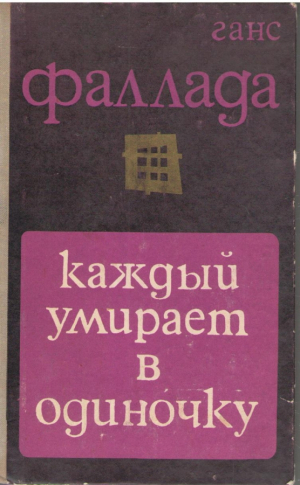 ганс
фаллада
каждый
умирает
в
одиночку